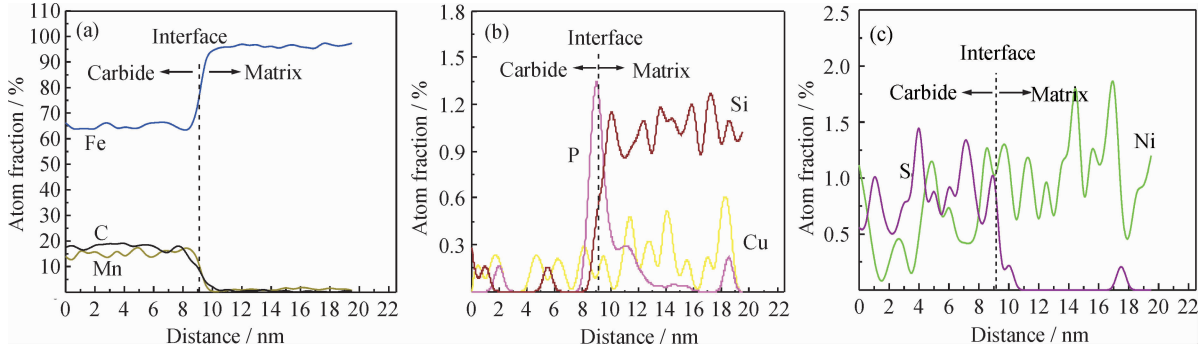 (a)
Interface
Carbide
Matrix
Fe
C
Mn
110
100
90
80
70
60
50
40
30
20
10
0 2 4 6 8 10 12 14 16 18 20 22
Atom fraction / %
Distance / nm
(b)
Interface
Carbide
Matrix
Si
P
Cu
1.8
1.5
1.2
0.9
0.6
0.3
0 2 4 6 8 10 12 14 16 18 20 22
Atom fraction / %
Distance / nm
(c)
Interface
Carbide
Matrix
Ni
S
2.5
2.0
1.5
1.0
0.5
0
0 2 4 6 8 10 12 14 16 18 20 22
Atom fraction / %
Distance / nm